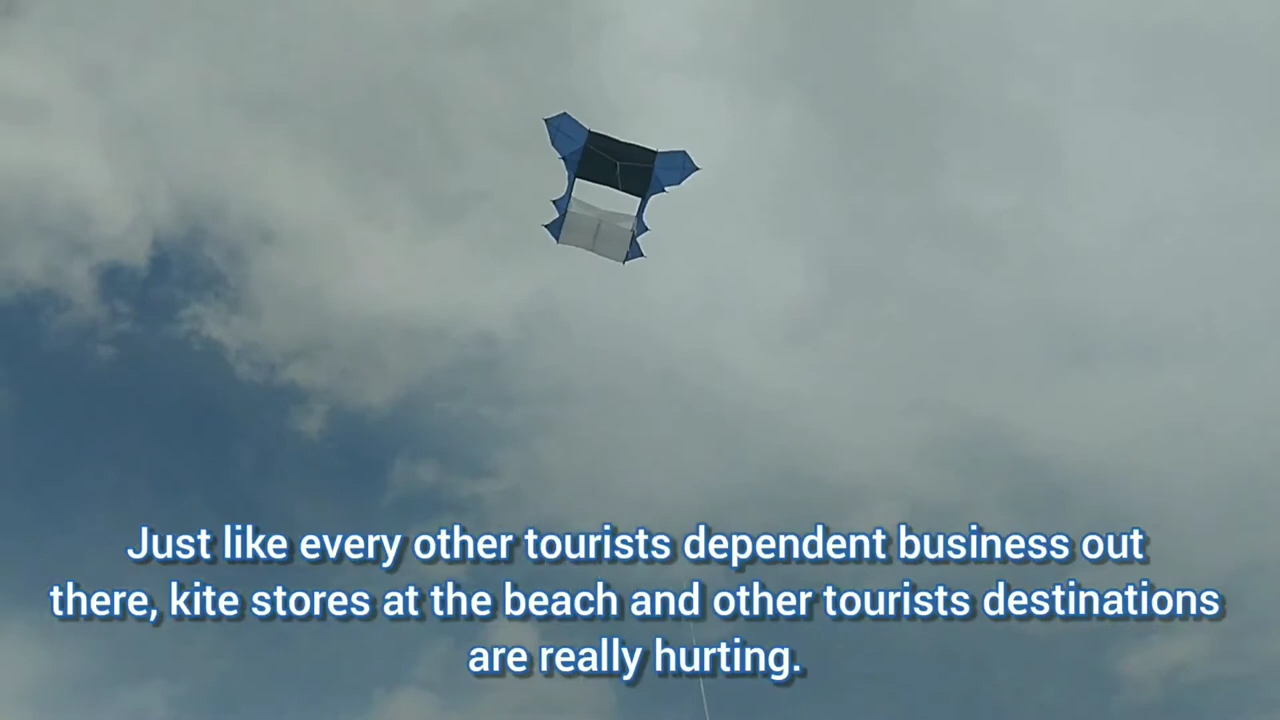 Just like every other tourists dependent business out
there, kite stores at the beach and other tourists destinations
are really hurting.